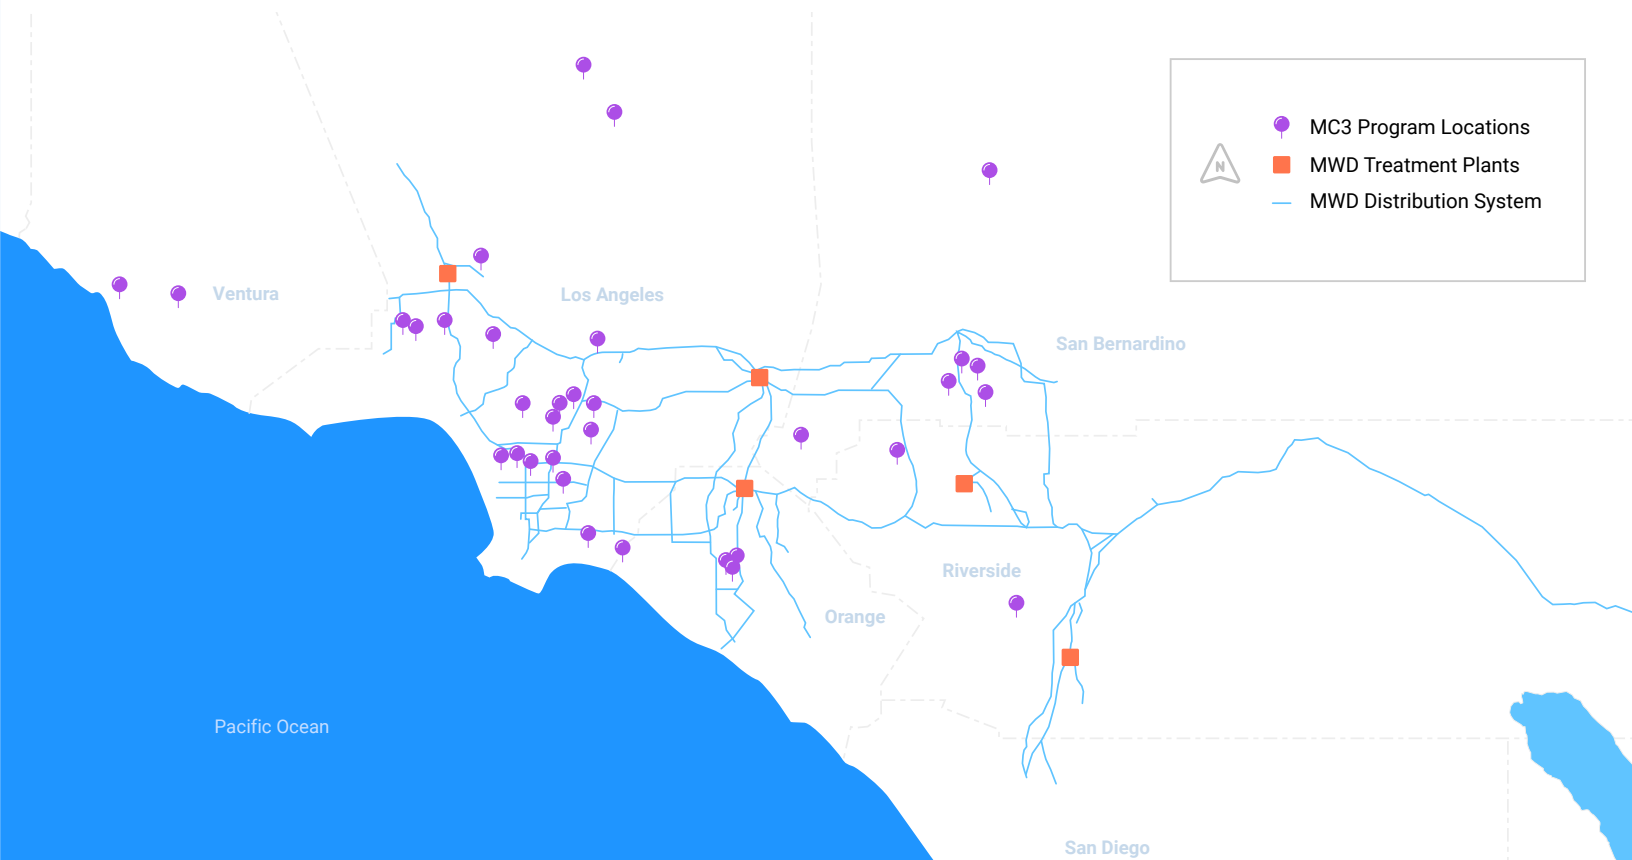 MC3 Program Locations
N
MWD Treatment Plants
MWD Distribution System
Ventura
Los Angeles
San Bernardino
Riverside
Orange
Pacific Ocean
San Diego